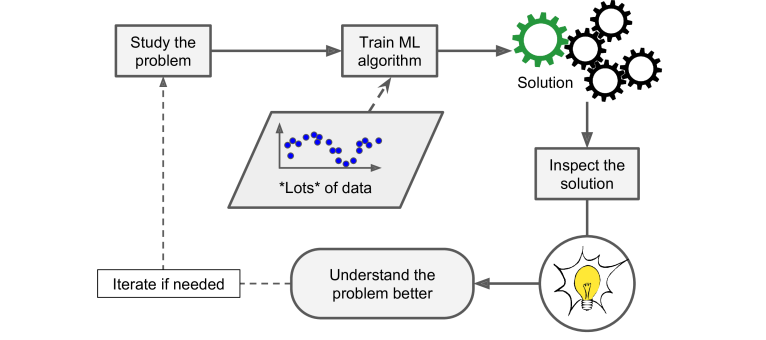 Study the
problem
Train ML
algorithm
Solution
*Lots* of data
Inspect the
solution
Understand the
problem better
Iterate if needed